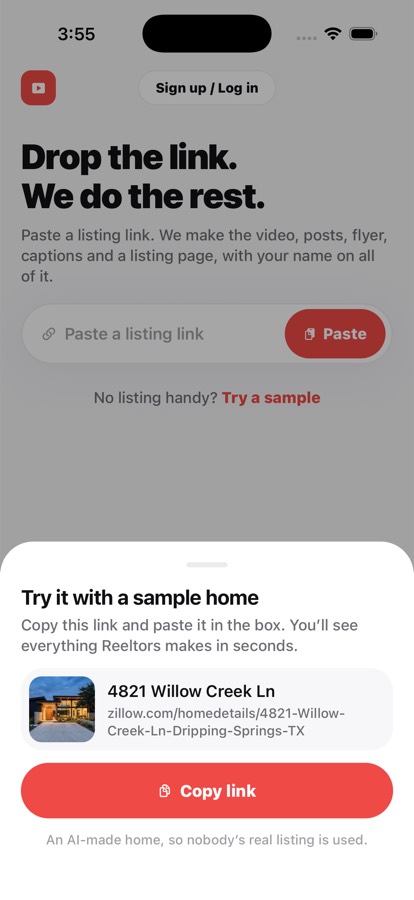 3:55
Sign up / Log in
Drop the link.
We do the rest.
Paste a listing link. We make the video, posts, flyer,
captions and a listing page, with your name on all
of it.
Paste a listing link
Paste
No listing handy? Try a sample
Try it with a sample home
Copy this link and paste it in the box. You’ll see
everything Reeltors makes in seconds.
4821 Willow Creek Ln
zillow.com/homedetails/4821-Willow-
Creek-Ln-Dripping-Springs-TX
Copy link
An AI-made home, so nobody’s real listing is used.